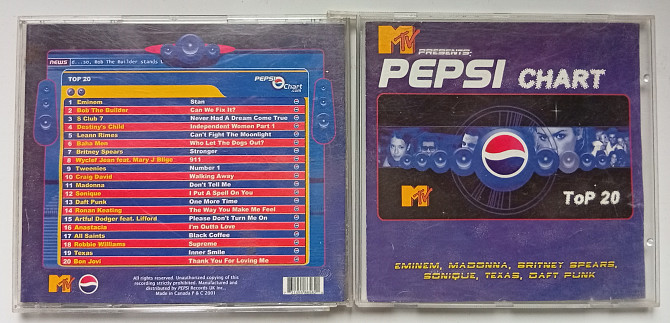 NEWS E...so, Bob The Builder stands t
TOP 20
PEPSI Chart .com
1 Eminem Stan
2 Bob The Builder Can We Fix It?
3 S Club 7 Never Had A Dream Come True
4 Destiny's Child Independent Women Part 1
5 Leann Rimes Can't Fight The Moonlight
6 Baha Men Who Let The Dogs Out?
7 Britney Spears Stronger
8 Wyclef Jean feat. Mary J Blige 911
9 Tweenies Number 1
10 Craig David Walking Away
11 Madonna Don't Tell Me
12 Sonique I Put A Spell On You
13 Daft Punk One More Time
14 Ronan Keating The Way You Make Me Feel
15 Artful Dodger feat. Lifford Please Don't Turn Me On
16 Anastacia I'm Outta Love
17 All Saints Black Coffee
18 Robbie Williams Supreme
19 Texas Inner Smile
20 Bon Jovi Thank You For Loving Me
MTV
All rights reserved. Unauthorized copying of this
recording strictly prohibited. Manufactured and
distributed by PEPSI Records UK Inc..
Made in Canada P & C 2001
MTV PRESENTS:
PEPSI CHART
MTV
ToP 20
EMINEM, MADONNA, BRITNEY SPEARS,
SONIQUE, TEXAS, DAFT PUNK